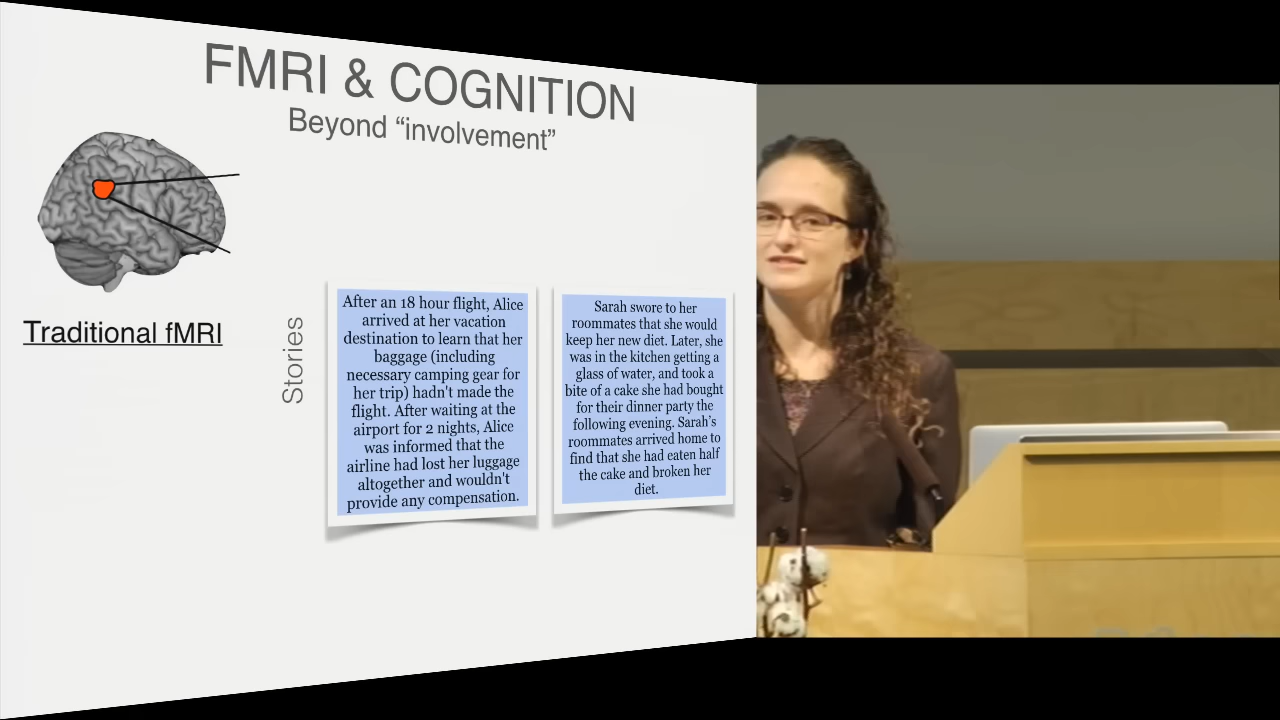 FMRI & COGNITION
Beyond “involvement”
Traditional fMRI
Stories
After an 18 hour flight, Alice
arrived at her vacation
destination to learn that her
baggage (including
necessary camping gear for
her trip) hadn't made the
flight. After waiting at the
airport for 2 nights, Alice
was informed that the
airline had lost her luggage
altogether and wouldn't
provide any compensation.
Sarah swore to her
roommates that she would
keep her new diet. Later, she
was in the kitchen getting a
glass of water, and took a
bite of a cake she had bought
for their dinner party the
following evening. Sarah’s
roommates arrived home to
find that she had eaten half
the cake and broken her
diet.